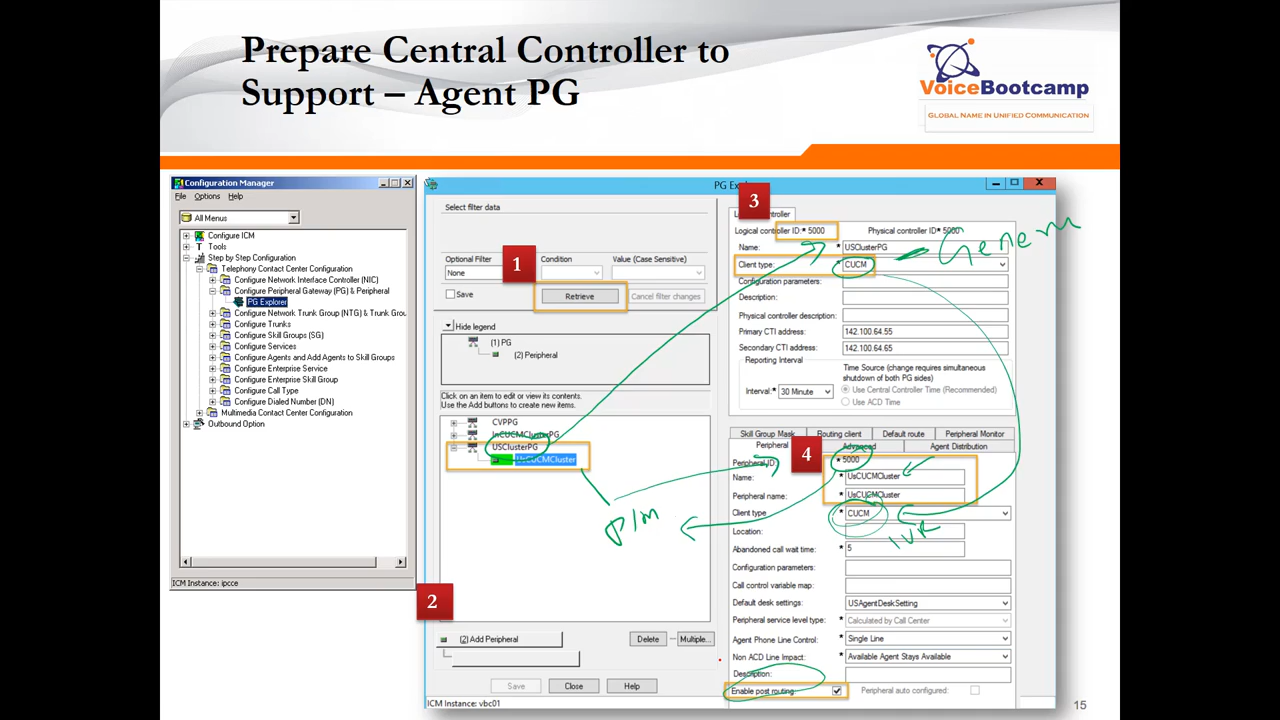 Prepare Central Controller to
Support – Agent PG
VoiceBootcamp
GLOBAL NAME IN UNIFIED COMMUNICATION
Configuration Manager
File Options Help
All Menus
Configure ICM
Tools
Step by Step Configuration
Telephony Contact Center Configuration
Configure Network Interface Controller (NIC)
Configure Peripheral Gateway (PG) & Peripheral
PG Explorer
Configure Network Trunk Group (NTG) & Trunk Grou
Configure Trunks
Configure Skill Groups (SG)
Configure Services
Configure Agents and Add Agents to Skill Groups
Configure Enterprise Service
Configure Enterprise Skill Group
Configure Call Type
Configure Dialed Number (DN)
Multimedia Contact Center Configuration
Outbound Option
ICM Instance: ipcce
PG Ex
Select filter data
1
Optional Filter Condition Value (Case Sensitive)
None
Save Retrieve Cancel filter changes
Hide legend
(1) PG
(2) Peripheral
Click on an item to edit or view its contents.
Use the Add buttons to create new items.
CVPPG
InCUCMClusterPG
USClusterPG
UsCUCMCluster
PIM
2
(2) Add Peripheral Delete Multiple...
Save Close Help
ICM Instance: vbc01
3
Logical controller ID:* 5000 Physical controller ID* 5000
Name: * USClusterPG
Client type: * CUCM
Configuration parameters:
Description:
Physical controller description:
Primary CTI address: 142.100.64.55
Secondary CTI address: 142.100.64.65
Reporting Interval
Interval:* 30 Minute
Time Source (change requires simultaneous
shutdown of both PG sides)
Use Central Controller Time (Recommended)
Use ACD Time
Skill Group Mask Routing client Default route Peripheral Monitor
Peripheral Advanced Agent Distribution
4
Peripheral ID * 5000
Name: * UsCUCMCluster
Peripheral name: * UsCUCMCluster
Client type * CUCM
IVR
Location:
Abandoned call wait time: * 5
Configuration parameters:
Call control variable map:
Default desk settings: USAgentDeskSetting
Peripheral service level type: * Calculated by Call Center
Agent Phone Line Control: * Single Line
Non ACD Line Impact: * Available Agent Stays Available
Description:
Enable post routing: Peripheral auto configured:
15